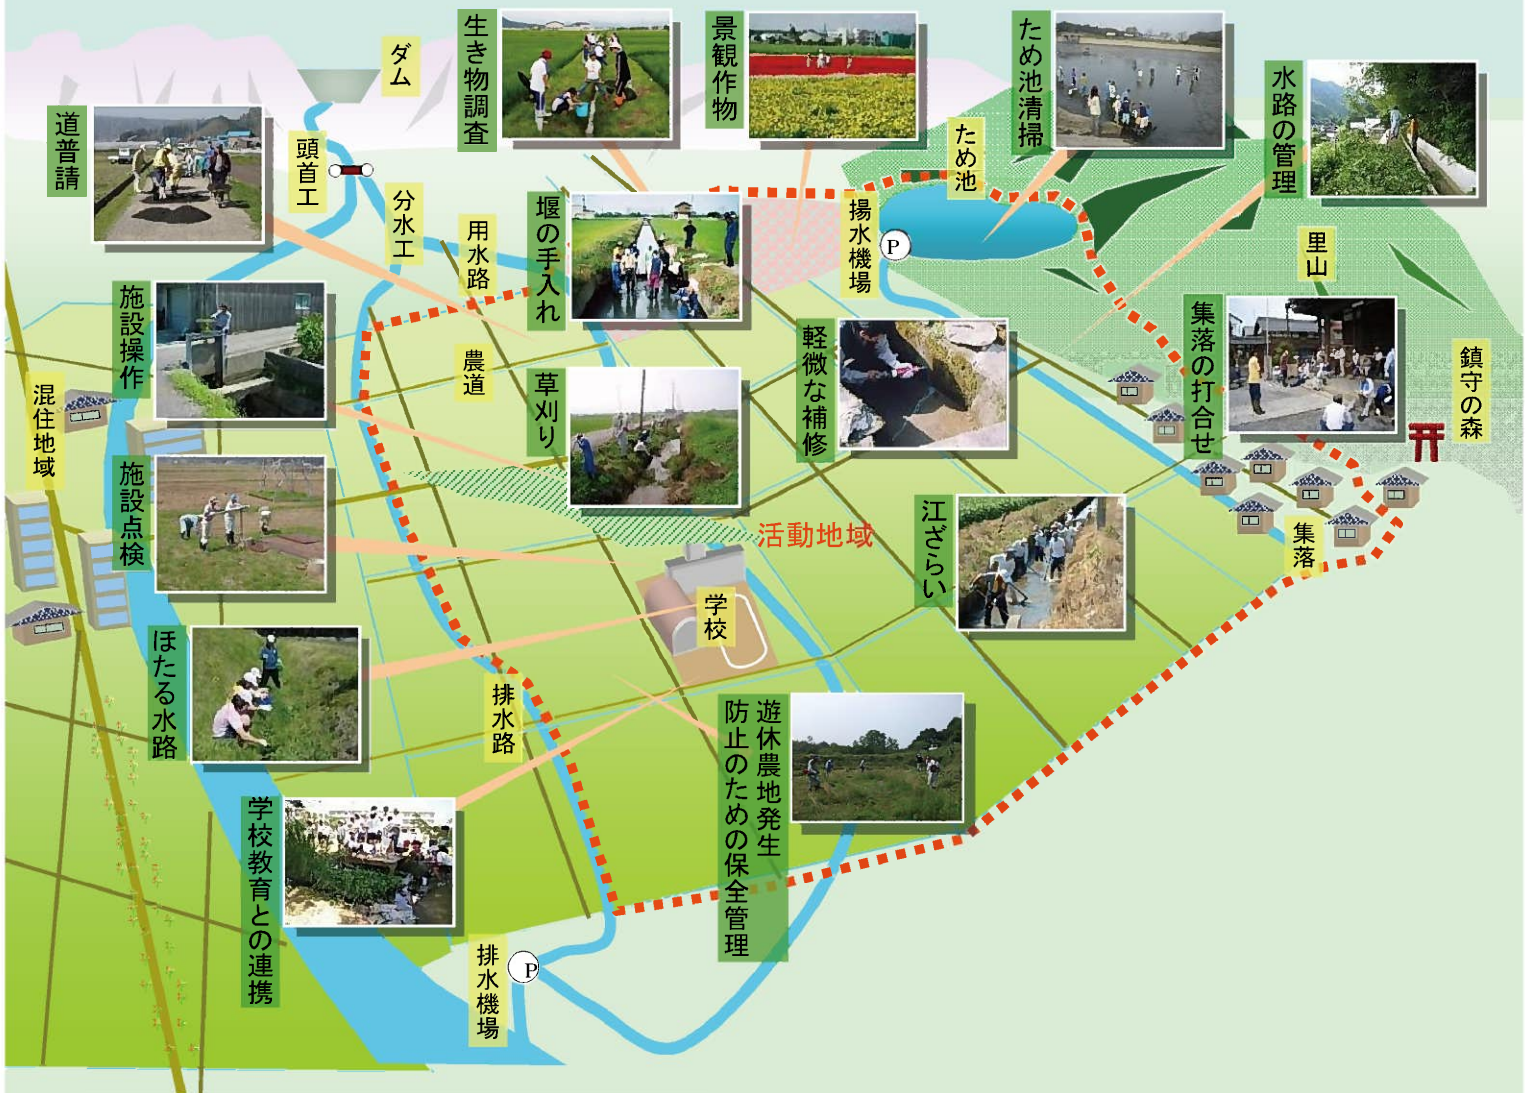 ダム
生き物調査
景観作物
ため池清掃
水路の管理
道普請
頭首工
分水工
用水路
堰の手入れ
揚水機場
ため池
P
里山
施設操作
農道
草刈り
軽微な補修
集落の打合せ
鎮守の森
混住地域
施設点検
活動地域
江ざらい
集落
学校
ほたる水路
排水路
遊休農地発生
防止のための保全管理
学校教育との連携
排水機場
P